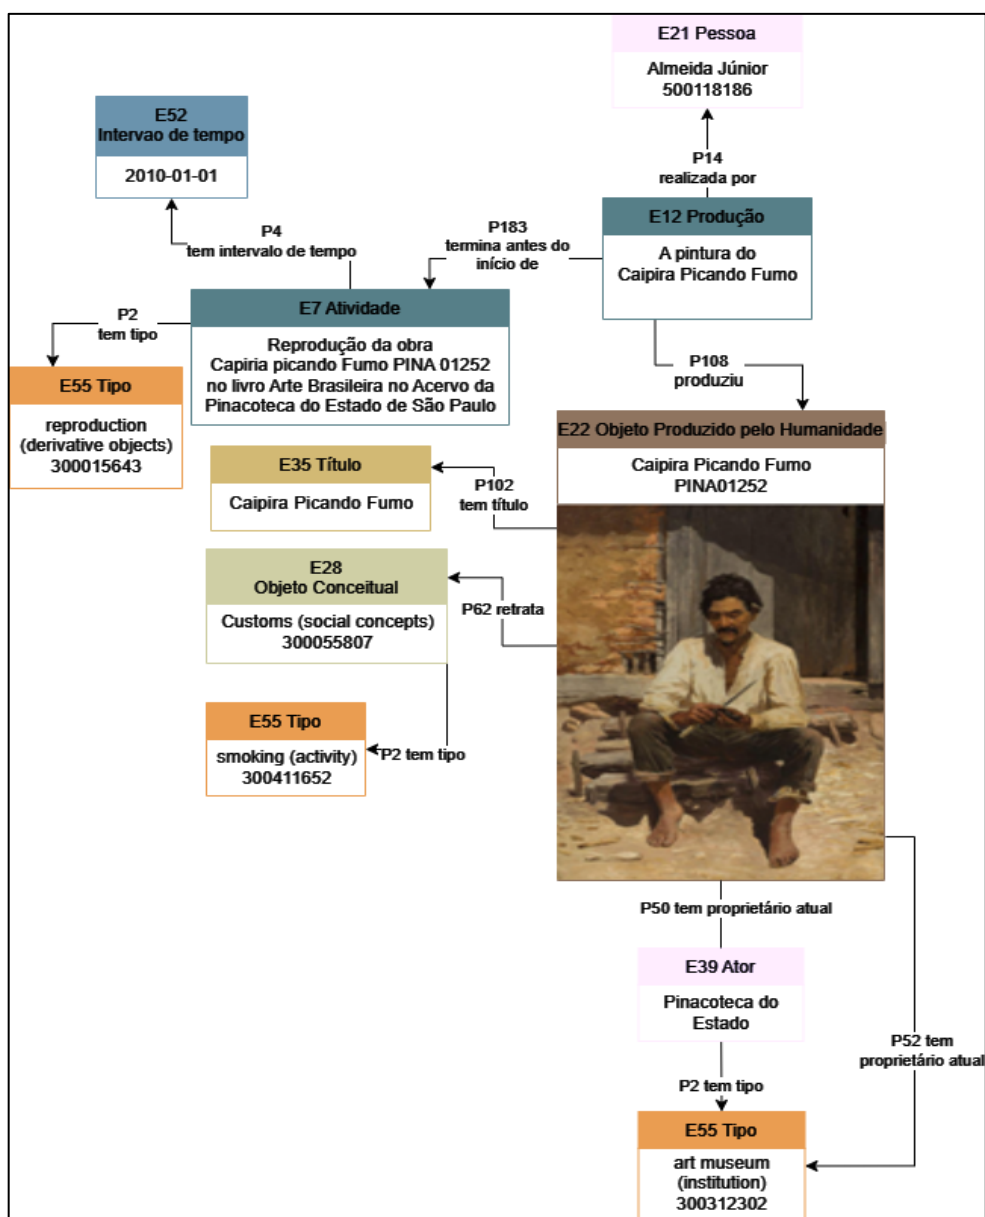 E21 Pessoa
Almeida Júnior
500118186
E52
Intervao de tempo
2010-01-01
P14
realizada por
E12 Produção
A pintura do
Caipira Picando Fumo
P4
tem intervalo de tempo
P183
termina antes do
início de
E7 Atividade
Reprodução da obra
Capiria picando Fumo PINA 01252
no livro Arte Brasileira no Acervo da
Pinacoteca do Estado de São Paulo
P2
tem tipo
E55 Tipo
reproduction
(derivative objects)
300015643
P108
produziu
E22 Objeto Produzido pelo Humanidade
Caipira Picando Fumo
PINA01252
E35 Título
Caipira Picando Fumo
P102
tem título
E28
Objeto Conceitual
Customs (social concepts)
300055807
P62 retrata
E55 Tipo
smoking (activity)
300411652
P2 tem tipo
P50 tem proprietário atual
E39 Ator
Pinacoteca do
Estado
P52 tem
proprietário atual
P2 tem tipo
E55 Tipo
art museum
(institution)
300312302